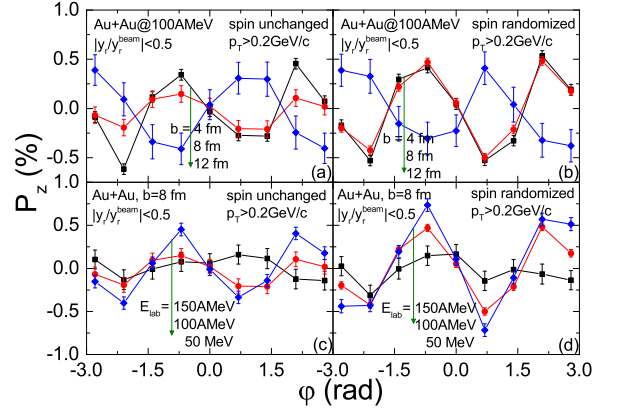 Au+Au@100AMeV
|y_r/y_r^beam|<0.5
spin unchanged
p_T>0.2GeV/c
b = 4 fm
8 fm
12 fm
(a)
Au+Au@100AMeV
|y_r/y_r^beam|<0.5
spin randomized
p_T>0.2GeV/c
b = 4 fm
8 fm
12 fm
(b)
1.0
0.5
0.0
-0.5
P_z (%)
Au+Au, b=8 fm
|y_r/y_r^beam|<0.5
spin unchanged
p_T>0.2GeV/c
E_lab = 150AMeV
100AMeV
50 MeV
(c)
Au+Au, b=8 fm
|y_r/y_r^beam|<0.5
spin randomized
p_T>0.2GeV/c
E_lab = 150AMeV
100AMeV
50 MeV
(d)
1.0
0.5
0.0
-0.5
-1.0
-3.0 -1.5 0.0 1.5 -3.0 -1.5 0.0 1.5 3.0
φ (rad)